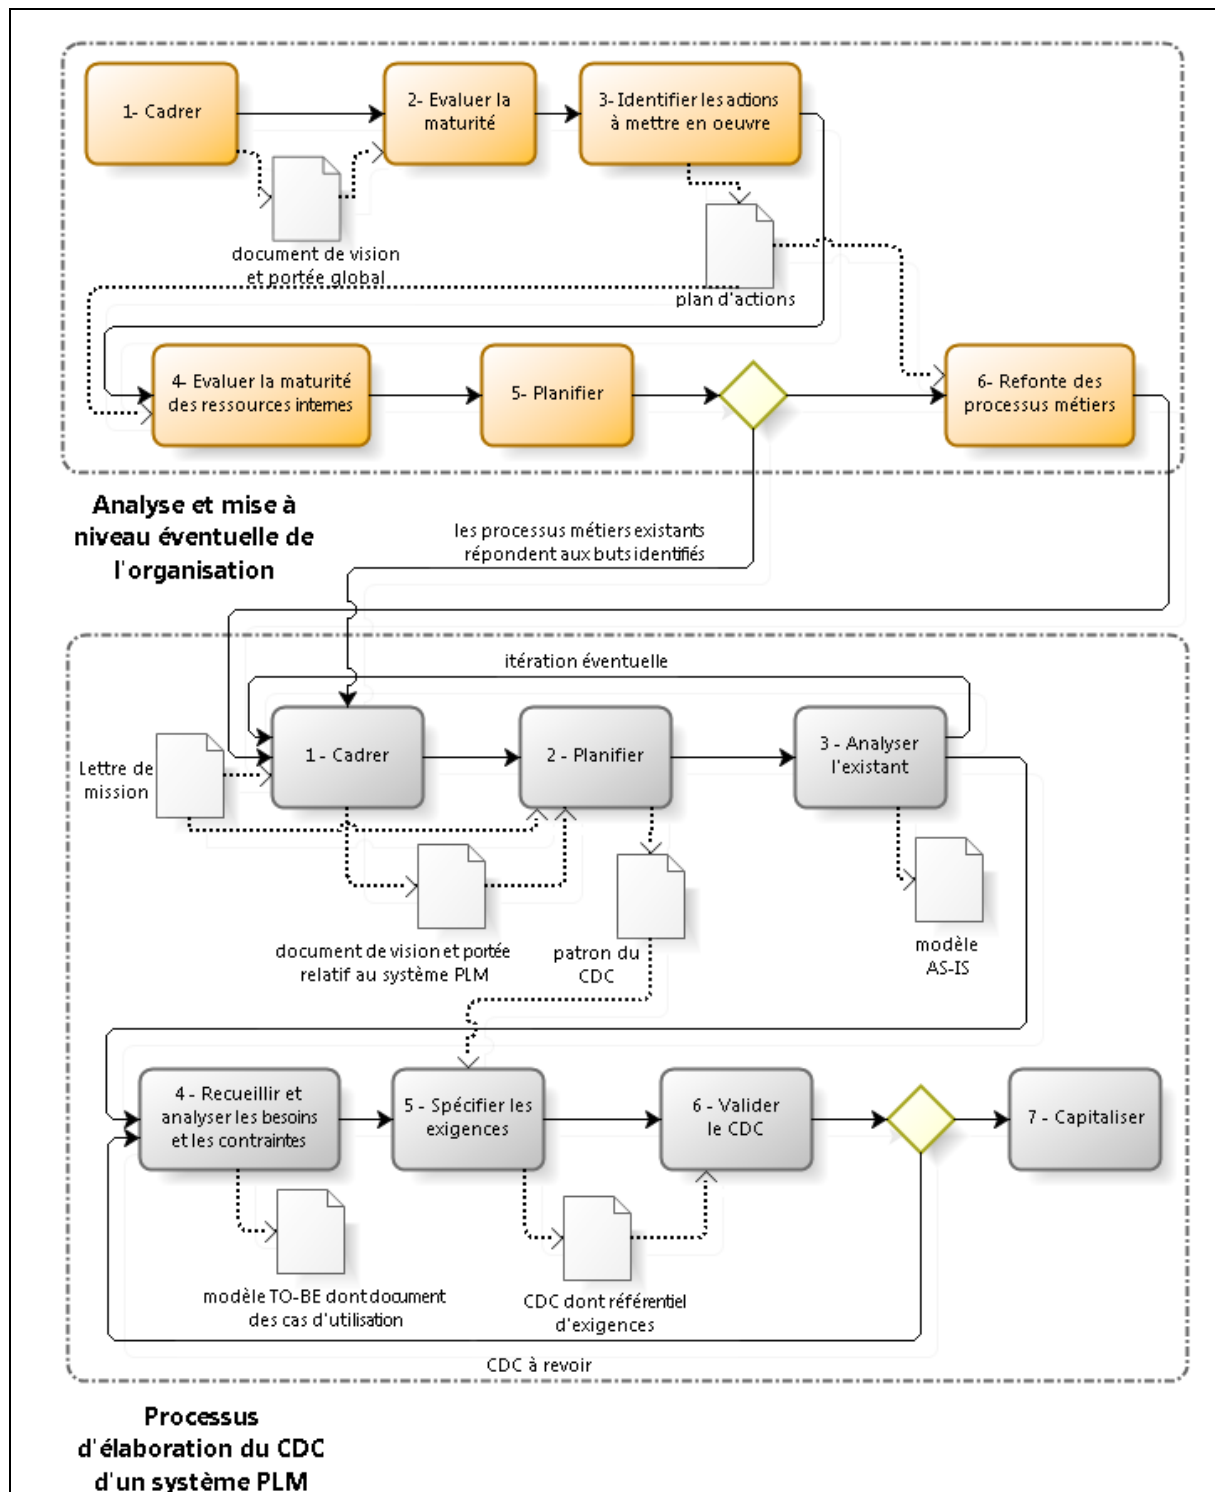 1- Cadrer
2- Evaluer la
maturité
3- Identifier les actions
à mettre en oeuvre
document de vision
et portée global
plan d'actions
4- Evaluer la maturité
des ressources internes
5- Planifier
6- Refonte des
processus métiers
Analyse et mise à
niveau éventuelle de
l'organisation
les processus métiers existants
répondent aux buts identifiés
itération éventuelle
Lettre de
mission
1 - Cadrer
2 - Planifier
3 - Analyser
l'existant
document de vision et portée
relatif au système PLM
patron du
CDC
modèle
AS-IS
4 - Recueillir et
analyser les besoins
et les contraintes
5 - Spécifier les
exigences
6 - Valider
le CDC
7 - Capitaliser
modèle TO-BE dont document
des cas d'utilisation
CDC dont référentiel
d'exigences
CDC à revoir
Processus
d'élaboration du CDC
d'un système PLM